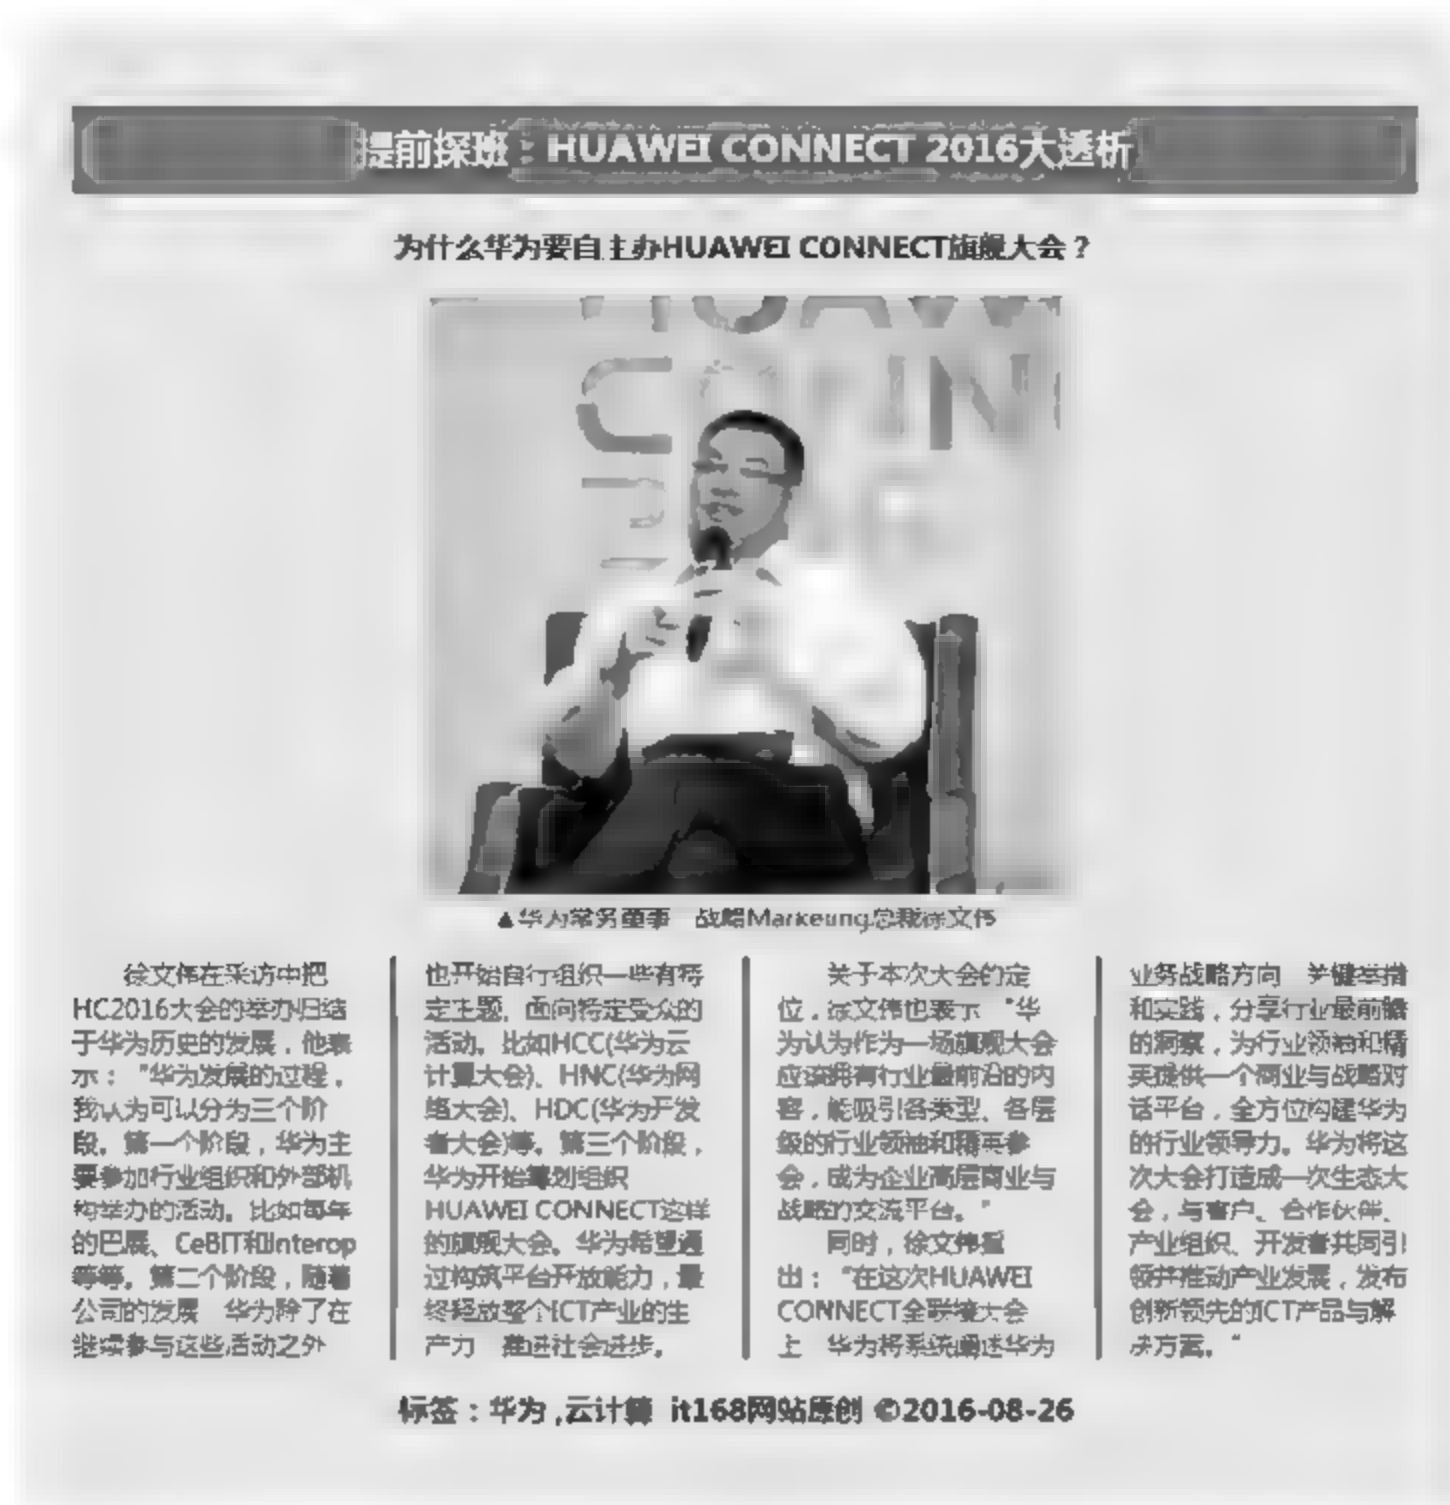 提前探班：HUAWEI CONNECT 2016大透析
为什么华为要自主办HUAWEI CONNECT旗舰大会？
HUAW
▲华为常务董事 战略Marketing总裁徐文伟
徐文伟在采访中把
HC2016大会的举办归结
于华为历史的发展，他表
示：“华为发展的过程，
我认为可以分为三个阶
段。第一个阶段，华为主
要参加行业组织和外部机
构举办的活动。比如每年
的巴展、CeBIT和Interop
等等。第二个阶段，随着
公司的发展 华为除了在
继续参与这些活动之外
也开始自行组织一些有特
定主题，面向特定受众的
活动。比如HCC(华为云
计算大会)、HNC(华为网
络大会)、HDC(华为开发
者大会)等。第三个阶段，
华为开始筹划组织
HUAWEI CONNECT这样
的旗舰大会。华为希望通
过构筑平台开放能力，最
终释放整个ICT产业的生
产力 推进社会进步。
关于本次大会的定
位，徐文伟也表示 “华
为认为作为一场旗舰大会
应该拥有行业最前沿的内
容，能吸引各类型、各层
级的行业领袖和精英参
会，成为企业高层商业与
战略的交流平台。”
同时，徐文伟指
出：“在这次HUAWEI
CONNECT全联接大会
上 华为将系统阐述华为
业务战略方向 关键举措
和实践，分享行业最前瞻
的洞察，为行业领袖和精
英提供一个商业与战略对
话平台，全方位构建华为
的行业领导力。华为将这
次大会打造成一次生态大
会，与客户、合作伙伴、
产业组织、开发者共同引
领并推动产业发展，发布
创新领先的ICT产品与解
决方案。“
标签：华为 ,云计算 it168网站原创 ©2016-08-26